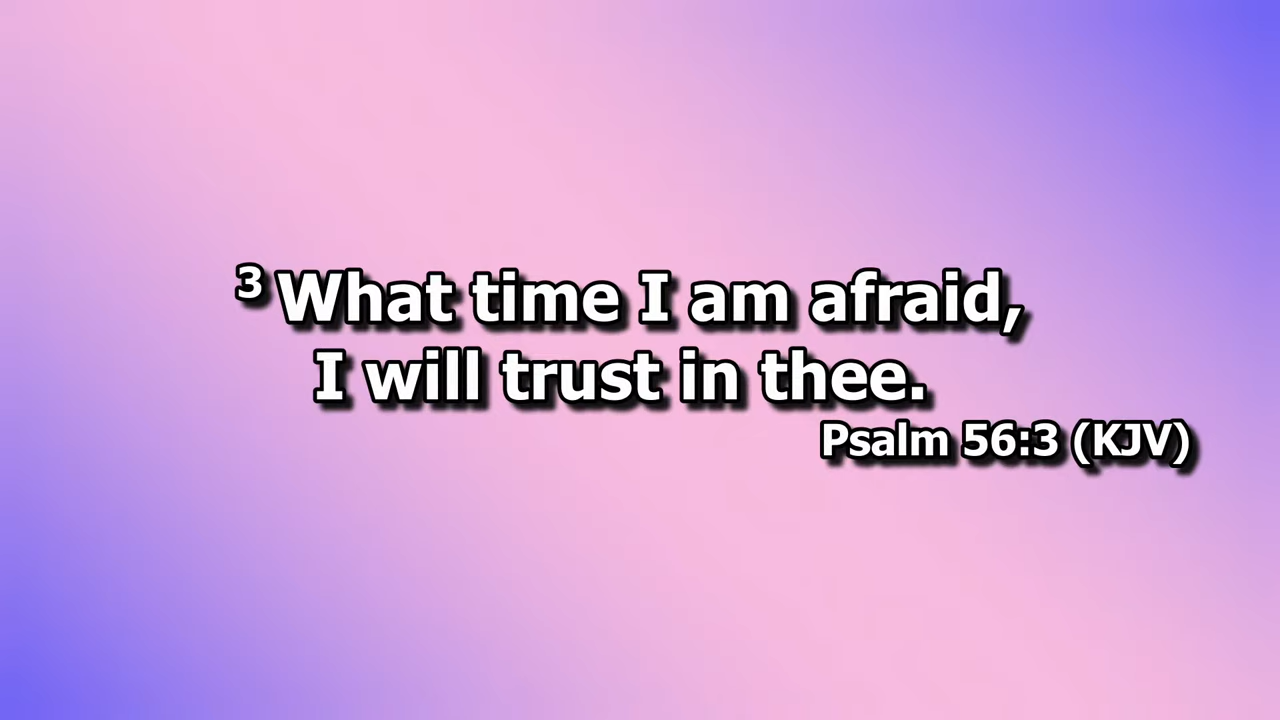 ³ What time I am afraid,
I will trust in thee.
Psalm 56:3 (KJV)